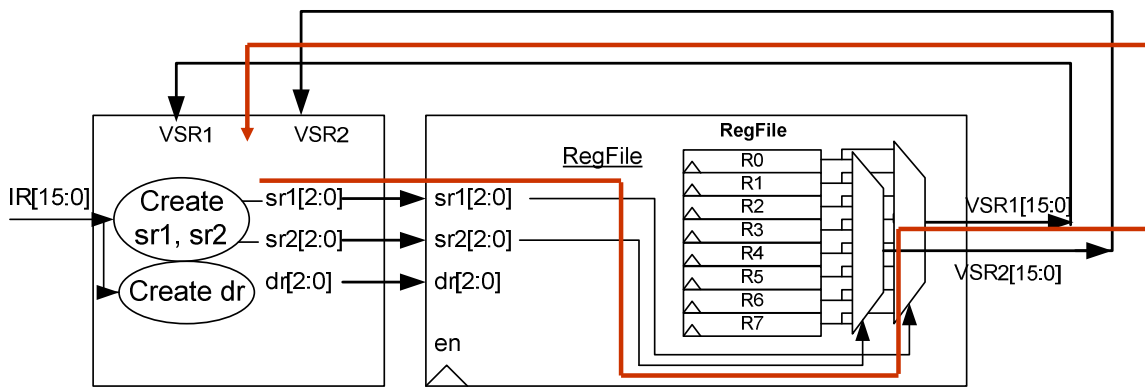 VSR1
VSR2
IR[15:0]
Create
sr1, sr2
Create dr
sr1[2:0]
sr2[2:0]
dr[2:0]
sr1[2:0]
sr2[2:0]
dr[2:0]
en
RegFile
RegFile
R0
R1
R2
R3
R4
R5
R6
R7
VSR1[15:0]
VSR2[15:0]